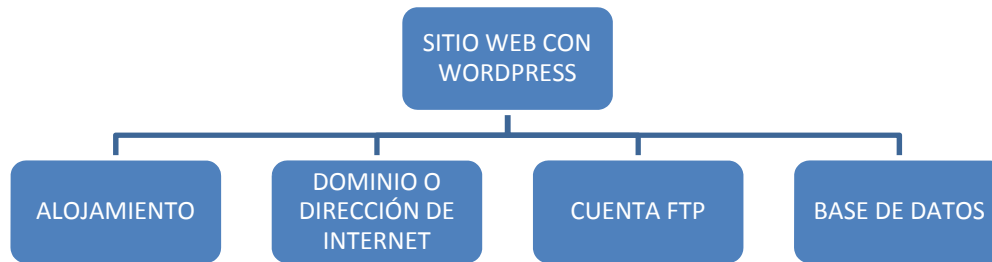 SITIO WEB CON
WORDPRESS
ALOJAMIENTO
DOMINIO O
DIRECCIÓN DE
INTERNET
CUENTA FTP
BASE DE DATOS